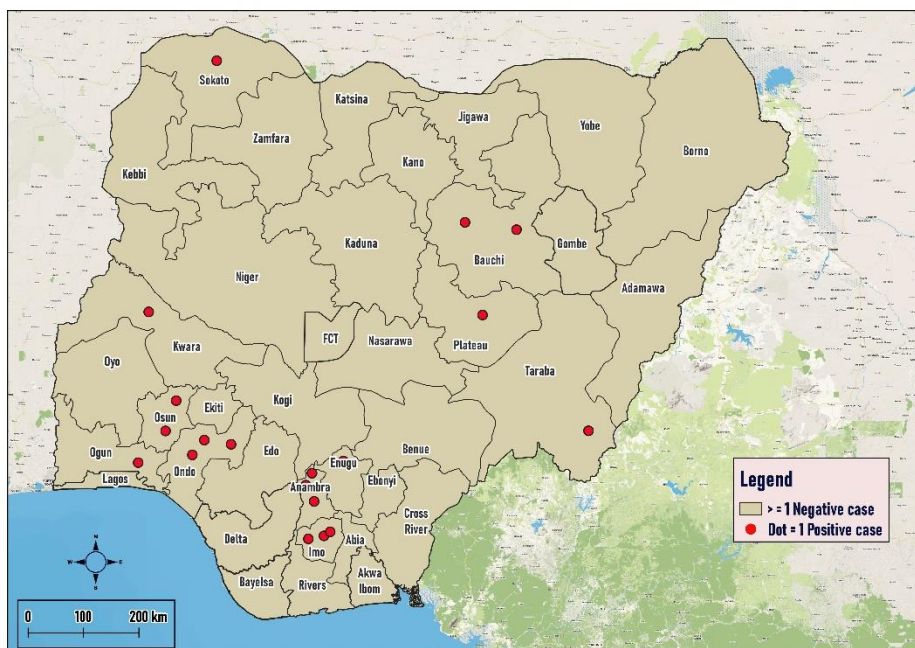 Sokoto
Katsina
Jigawa
Yobe
Borno
Zamfara
Kano
Kebbi
Kaduna
Bauchi
Gombe
Niger
Adamawa
FCT
Nasarawa
Plateau
Kwara
Oyo
Taraba
Kogi
Ekiti
Osun
Edo
Benue
Ogun
Enugu
Ondo
Lagos
Anambra
Ebonyi
Cross
River
Delta
Imo
Abia
Bayelsa
Rivers
Akwa
Ibom
N
W
E
S
0 100 200 km
Legend
> = 1 Negative case
Dot = 1 Positive case